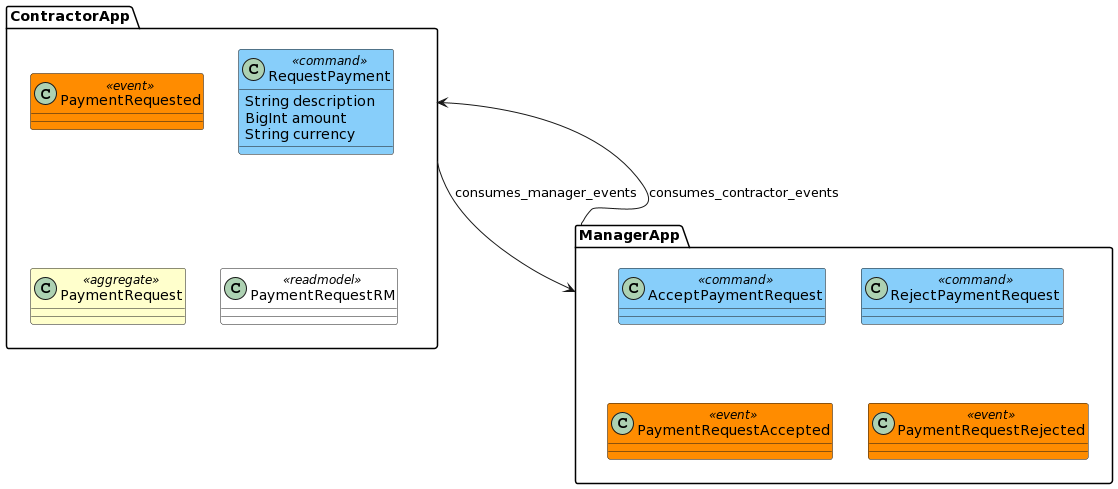 ContractorApp
C
«event»
PaymentRequested
C
«command»
RequestPayment
String description
BigInt amount
String currency
consumes_manager_events
consumes_contractor_events
C
«aggregate»
PaymentRequest
C
«readmodel»
PaymentRequestRM
ManagerApp
C
«command»
AcceptPaymentRequest
C
«command»
RejectPaymentRequest
C
«event»
PaymentRequestAccepted
C
«event»
PaymentRequestRejected